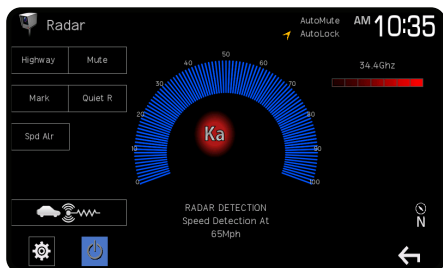 Radar
AutoMute
AutoLock
AM 10:35
Highway
Mute
Mark
Quiet R
Spd Alr
34.4Ghz
0
10
20
30
40
50
60
70
80
90
100
Ka
RADAR DETECTION
Speed Detection At
65Mph
N